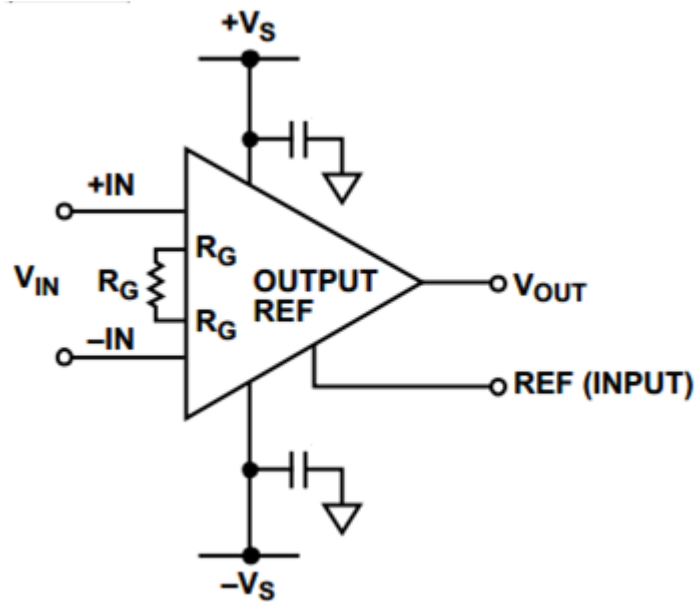 +VS
+IN
RG
VIN
RG
OUTPUT
REF
VOUT
RG
–IN
REF (INPUT)
–VS